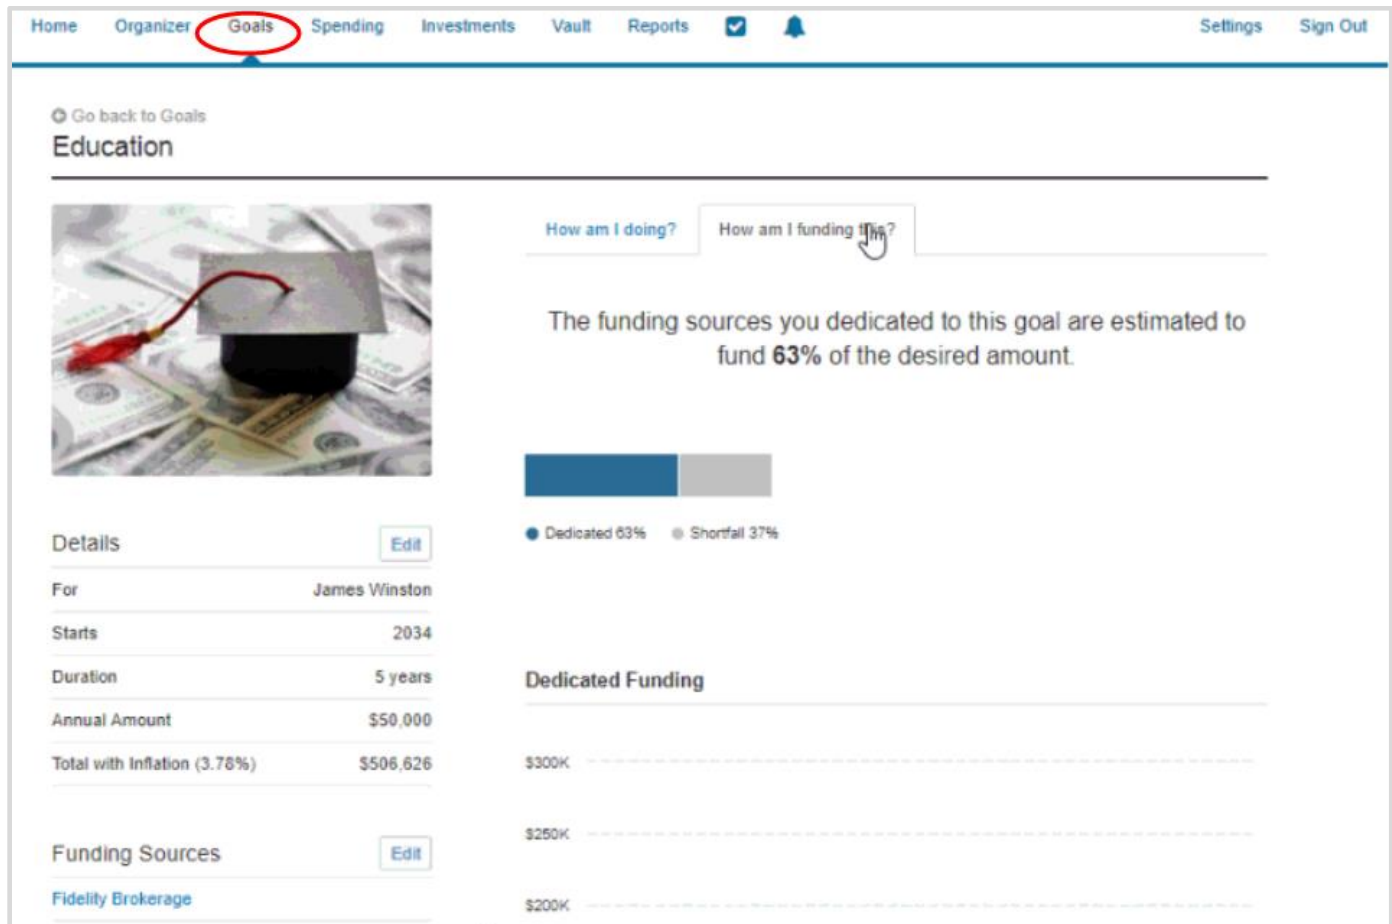 Home Organizer Goals Spending Investments Vault Reports Settings Sign Out
Go back to Goals
Education
How am I doing? How am I funding this?
The funding sources you dedicated to this goal are estimated to
fund 63% of the desired amount.
Dedicated 63% Shortfall 37%
Details Edit
For James Winston
Starts 2034
Duration 5 years
Annual Amount $50,000
Total with Inflation (3.78%) $506,626
Funding Sources Edit
Fidelity Brokerage
Dedicated Funding
$300K
$250K
$200K